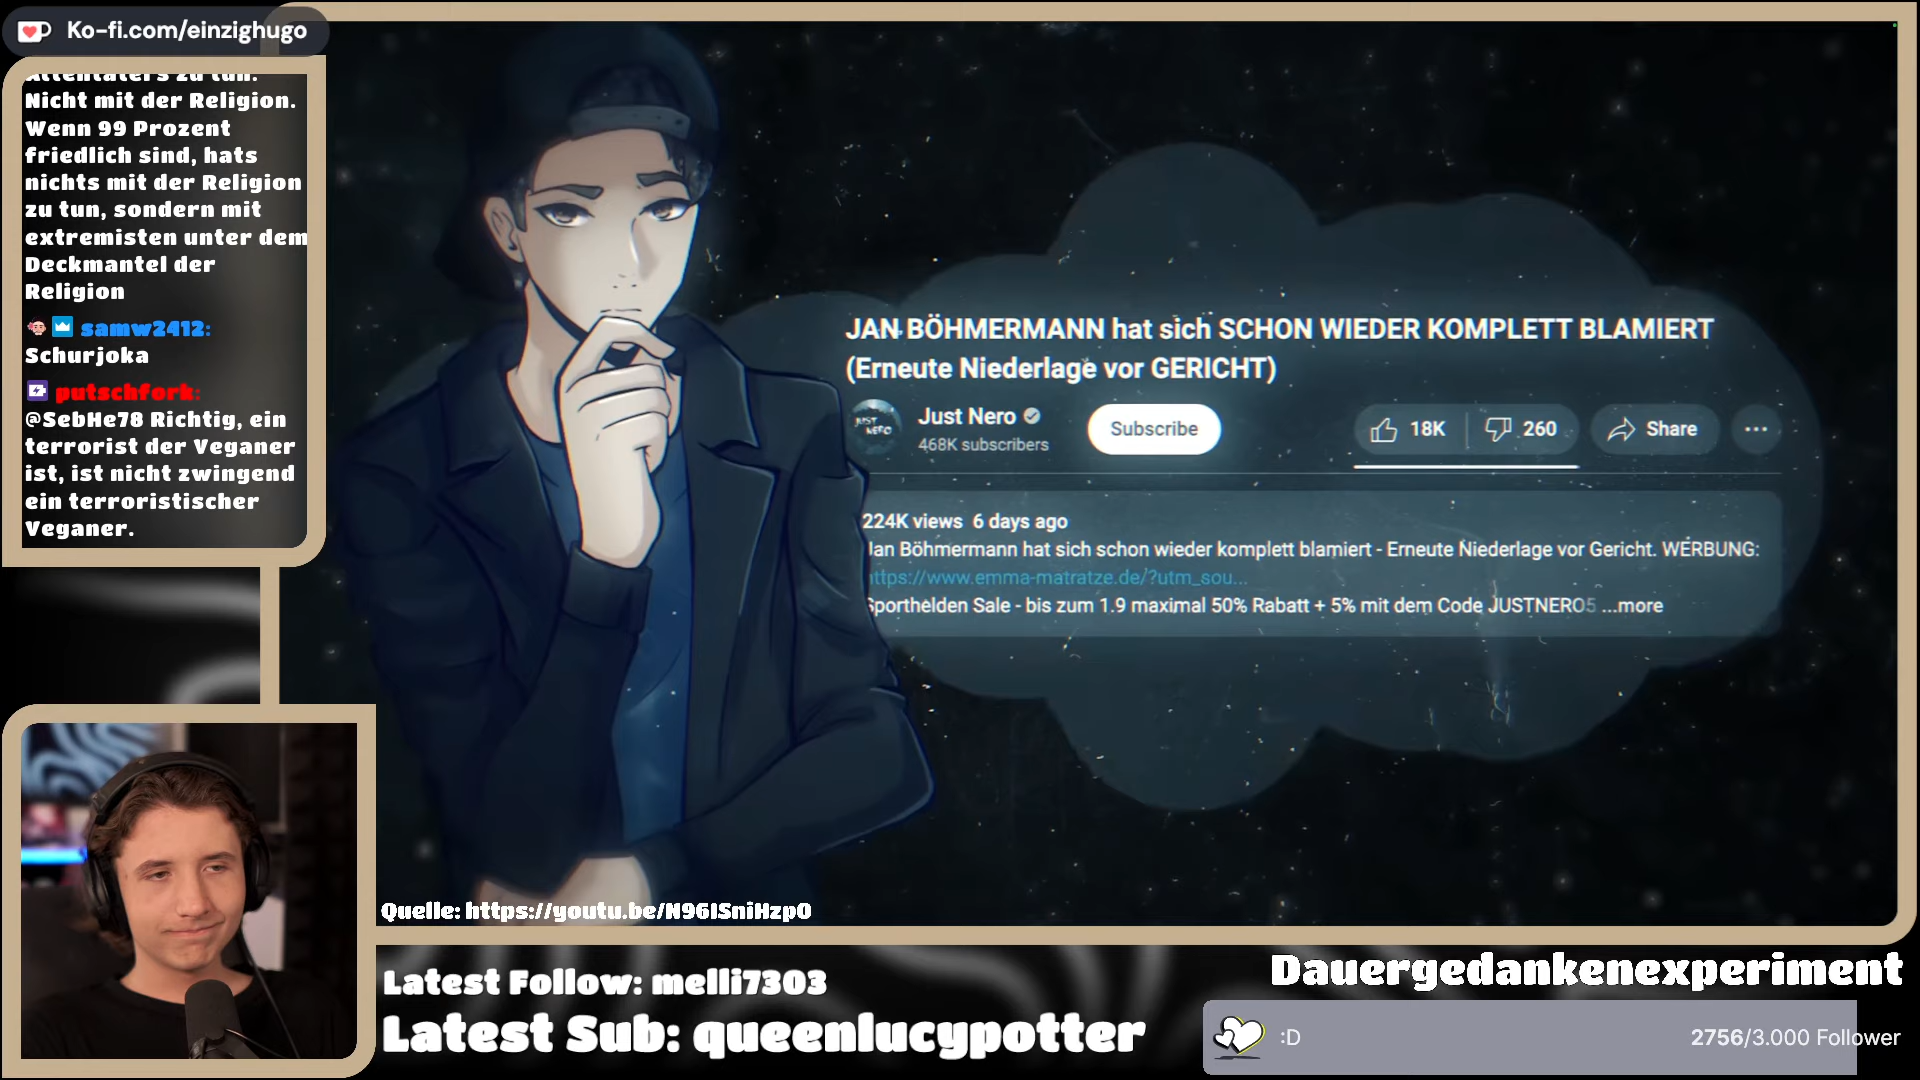 Ko-fi.com/einzighugo
Attentäters zu tun.
Nicht mit der Religion.
Wenn 99 Prozent
friedlich sind, hats
nichts mit der Religion
zu tun, sondern mit
extremisten unter dem
Deckmantel der
Religion
samw2412:
Schurjoka
putschfork:
@SebHe78 Richtig, ein
terrorist der Veganer
ist, ist nicht zwingend
ein terroristischer
Veganer.
JAN BÖHMERMANN hat sich SCHON WIEDER KOMPLETT BLAMIERT
(Erneute Niederlage vor GERICHT)
JUST NERO
Just Nero
468K subscribers
Subscribe
18K
260
Share
224K views 6 days ago
Jan Böhmermann hat sich schon wieder komplett blamiert - Erneute Niederlage vor Gericht. WERBUNG:
https://www.emma-matratze.de/?utm_sou...
Sporthelden Sale - bis zum 1.9 maximal 50% Rabatt + 5% mit dem Code JUSTNERO5 ...more
Quelle: https://youtu.be/N96ISniHzp0
Latest Follow: melli7303
Latest Sub: queenlucypotter
Dauergedankenexperiment
:D
2756/3.000 Follower